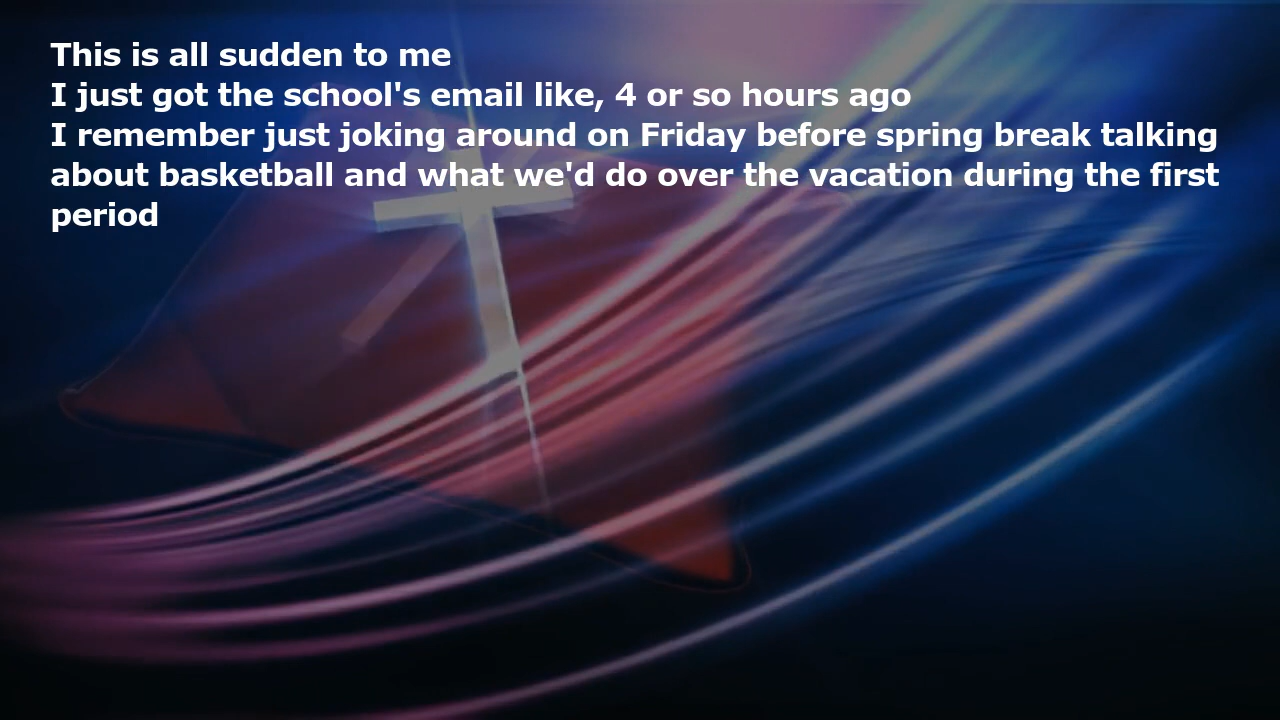 This is all sudden to me
I just got the school's email like, 4 or so hours ago
I remember just joking around on Friday before spring break talking
about basketball and what we'd do over the vacation during the first
period